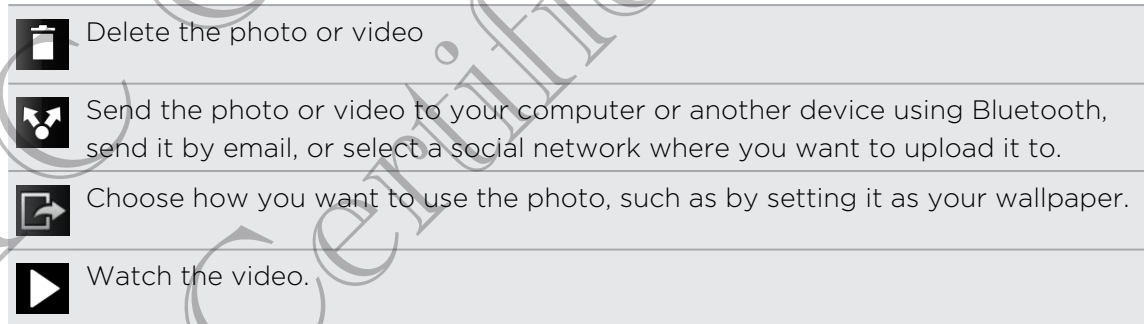 Delete the photo or video
Send the photo or video to your computer or another device using Bluetooth,
send it by email, or select a social network where you want to upload it to.
Choose how you want to use the photo, such as by setting it as your wallpaper.
Watch the video.